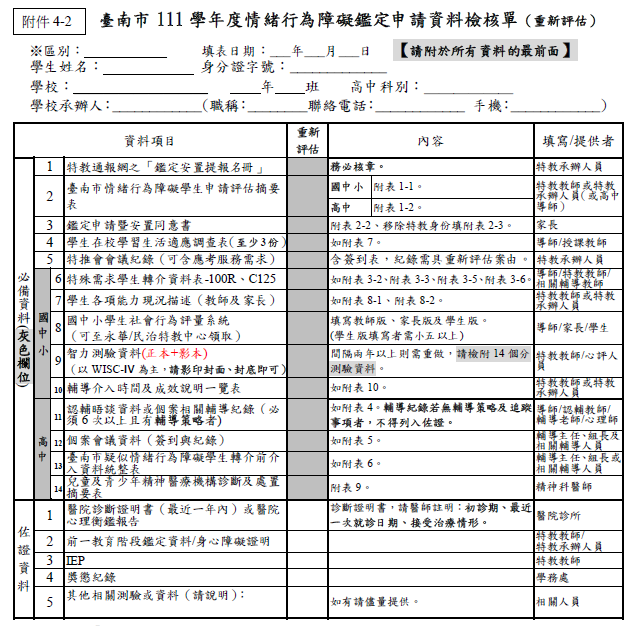 附件 4-2
臺南市 111 學年度情緒行為障礙鑑定申請資料檢核單（重新評估）
※區別： 填表日期：___年___月___日 【請附於所有資料的最前面】
學生姓名： 身分證字號：
學校： 年 班 高中科別：
學校承辦人：（職稱： 聯絡電話： 手機： ）
資料項目 重新評估 內容 填寫/提供者
必備資料(灰色欄位)
1 特教通報網之「鑑定安置提報名冊」 務必核章。 特教承辦人員
2 臺南市情緒行為障礙學生申請評估摘要表 國中小 附表 1-1。 高中 附表 1-2。 特教教師或特教承辦人員(或高中導師)
3 鑑定申請暨安置同意書 附表 2-2、移除特教身份填附表 2-3。 家長
4 學生在校學習生活適應調查表(至少3份) 如附表 7。 導師/授課教師
5 特推會會議紀錄（可含應考服務需求） 含簽到表，紀錄需具重新評估案由。 特教承辦人員
國中小
6 特殊需求學生轉介資料表-100R、C125 如附表 3-2、附表 3-3、附表 3-5、附表 3-6。 導師/特教教師/相關輔導教師
7 學生各項能力現況描述（教師及家長） 如附表 8-1、附表 8-2。 特教教師或特教承辦人員
8 國中小學生社會行為評量系統（可至永華/民治特教中心領取） 填寫教師版、家長版及學生版。(學生版填寫者需小五以上) 導師/家長/學生
9 智力測驗資料(正本+影本)（以 WISC-IV 為主，請影印封面、封底即可） 間隔兩年以上則需重做，請檢附 14 個分測驗資料。 特教教師/心評人員
10 輔導介入時間及成效說明一覽表 如附表 10。 特教教師或特教承辦人員
高中
11 認輔晤談資料或個案相關輔導紀錄（必須 6 次以上且有輔導策略者） 如附表 4。輔導紀錄若無輔導策略及追蹤事項者，不得列入佐證。 導師/認輔教師/輔導老師/心理師
12 個案會議資料（簽到與紀錄） 如附表 5。 輔導主任、組長及相關輔導人員
13 臺南市疑似情緒行為障礙學生轉介前介入資料統整表 如附表 6。 輔導主任、組長或相關輔導人員
14 兒童及青少年精神醫療機構診斷及處置摘要表 附表 9。 精神科醫師
佐證資料
1 醫院診斷證明書（最近一年內）或醫院心理衡鑑報告 診斷證明書，請醫師註明：初診期、最近一次就診日期、接受治療情形。 醫院診所
2 前一教育階段鑑定資料/身心障礙證明 特教教師/特教承辦人員
3 IEP 特教教師
4 獎懲紀錄 學務處
5 其他相關測驗或資料（請說明）： 如有請儘量提供。 相關人員